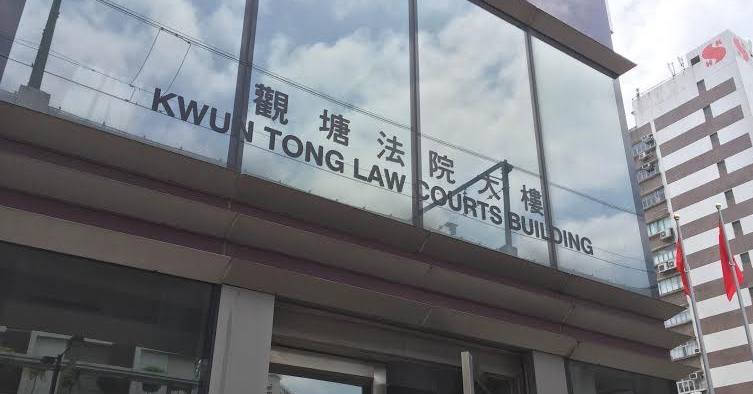 觀塘法院大樓
KWUN TONG LAW COURTS BUILDING